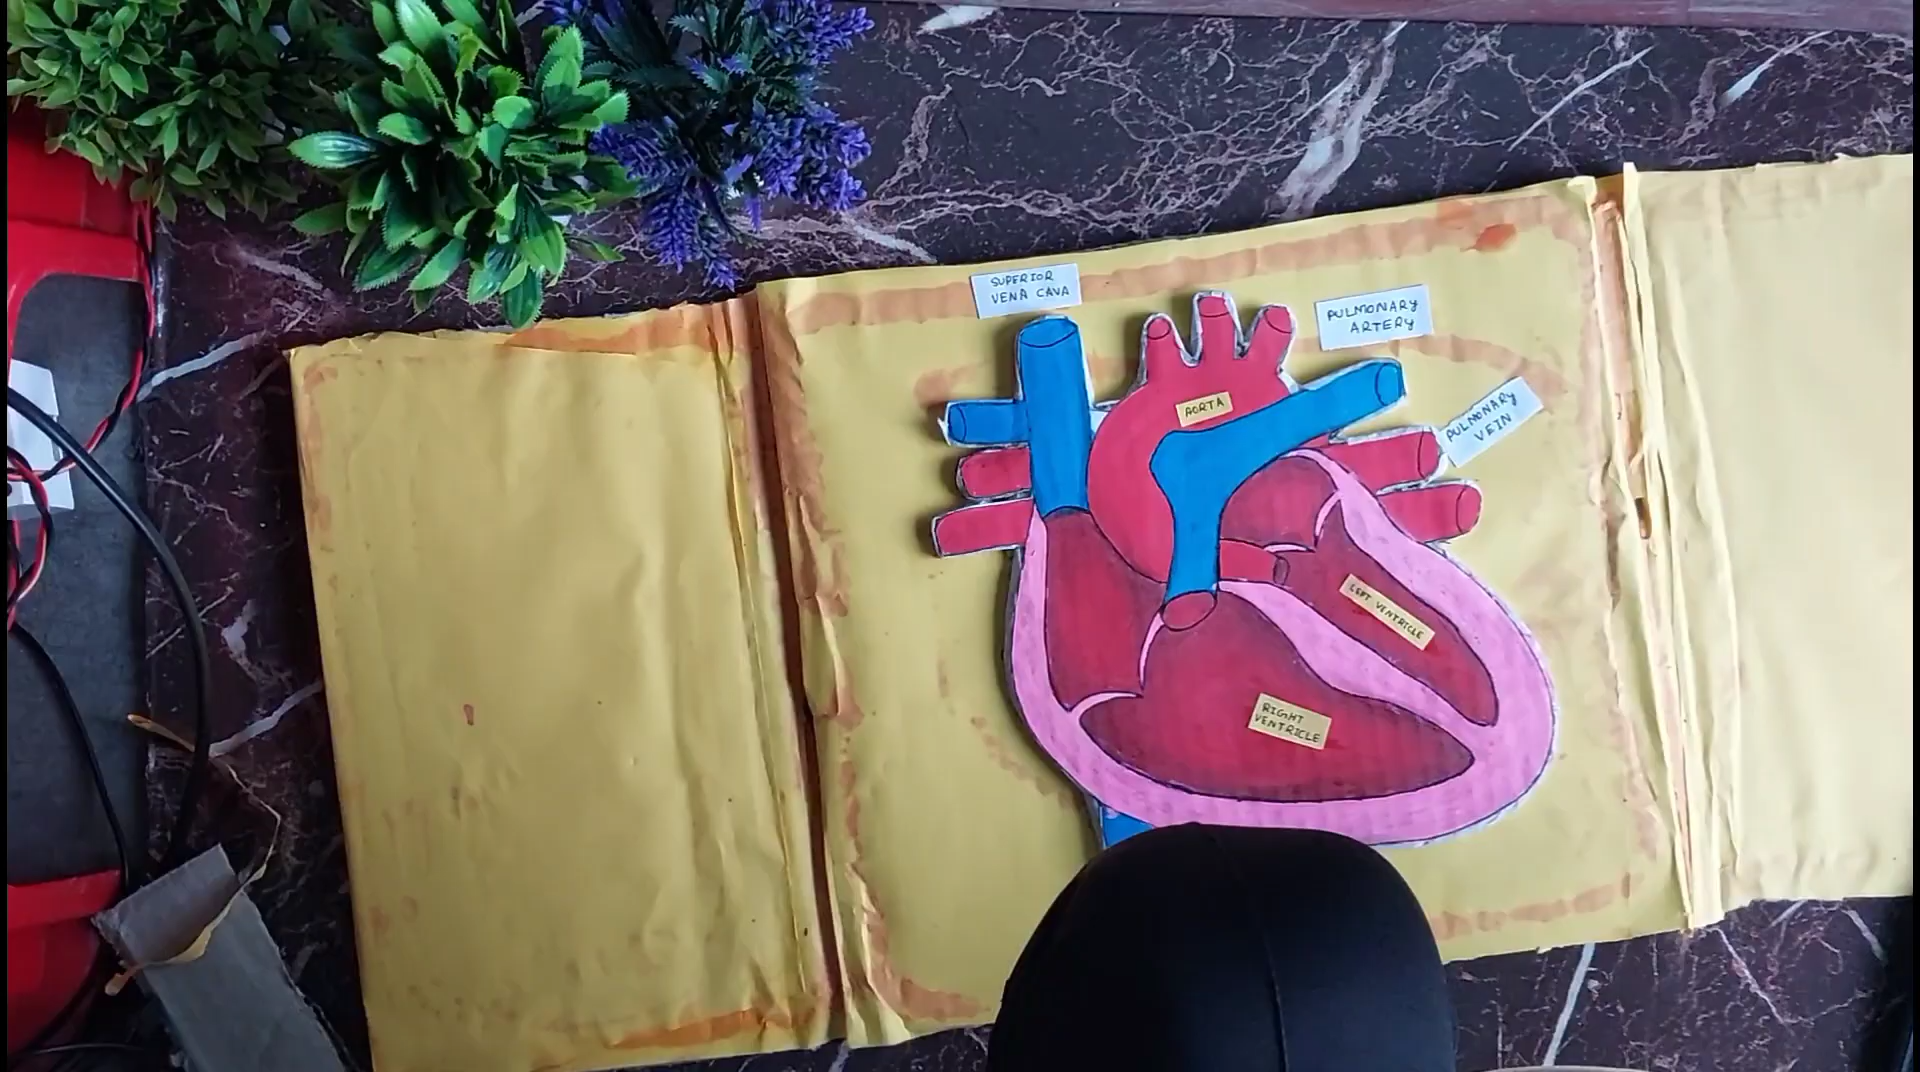 SUPERIOR
VENA CAVA
PULMONARY
ARTERY
AORTA
PULMONARY
VEIN
LEFT VENTRICLE
RIGHT
VENTRICLE